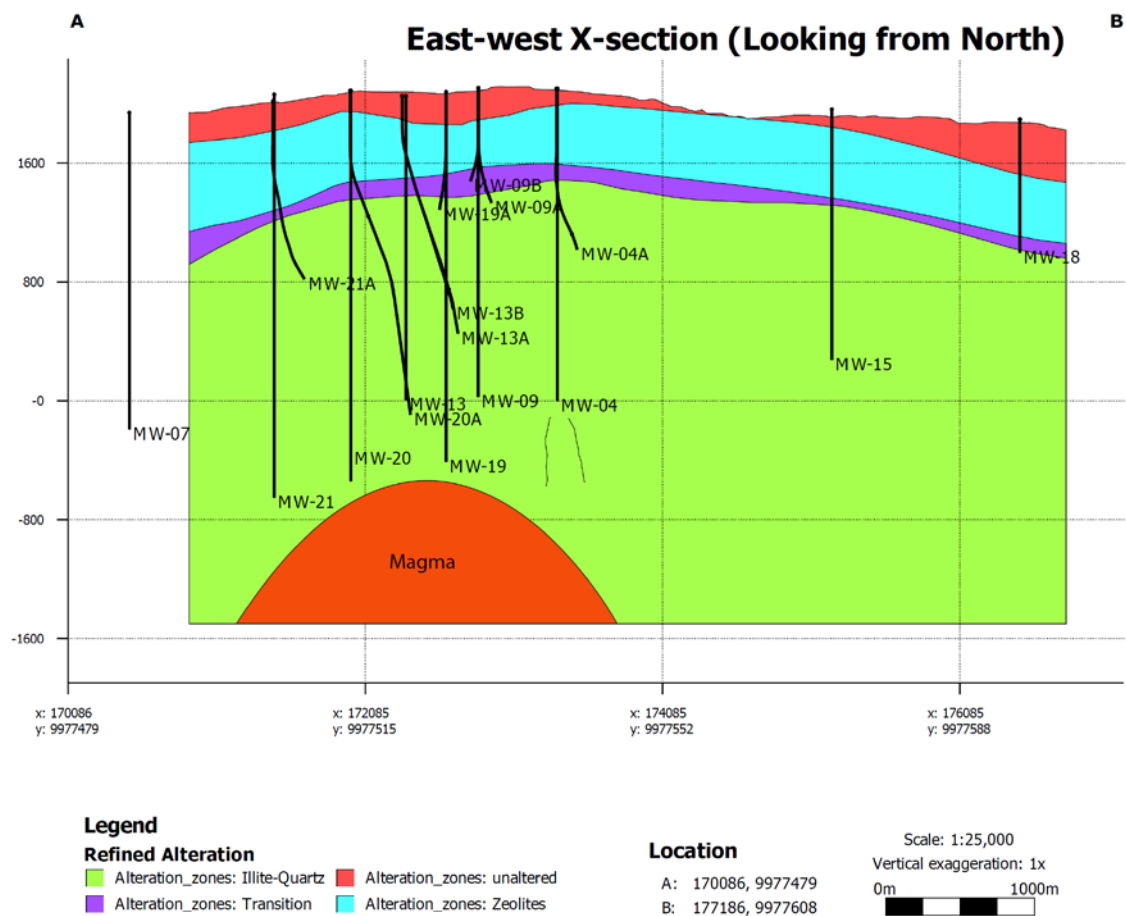 A
B
East-west X-section (Looking from North)
1600
800
-0
-800
-1600
MW-09B
MW-19A
MW-09A
MW-04A
MW-18
MW-21A
MW-13B
MW-13A
MW-15
MW-13
MW-09
MW-04
MW-20A
MW-07
MW-20
MW-19
MW-21
Magma
x: 170086
y: 9977479
x: 172085
y: 9977515
x: 174085
y: 9977552
x: 176085
y: 9977588
Legend
Refined Alteration
Alteration_zones: Illite-Quartz
Alteration_zones: unaltered
Alteration_zones: Transition
Alteration_zones: Zeolites
Location
A: 170086, 9977479
B: 177186, 9977608
Scale: 1:25,000
Vertical exaggeration: 1x
0m
1000m